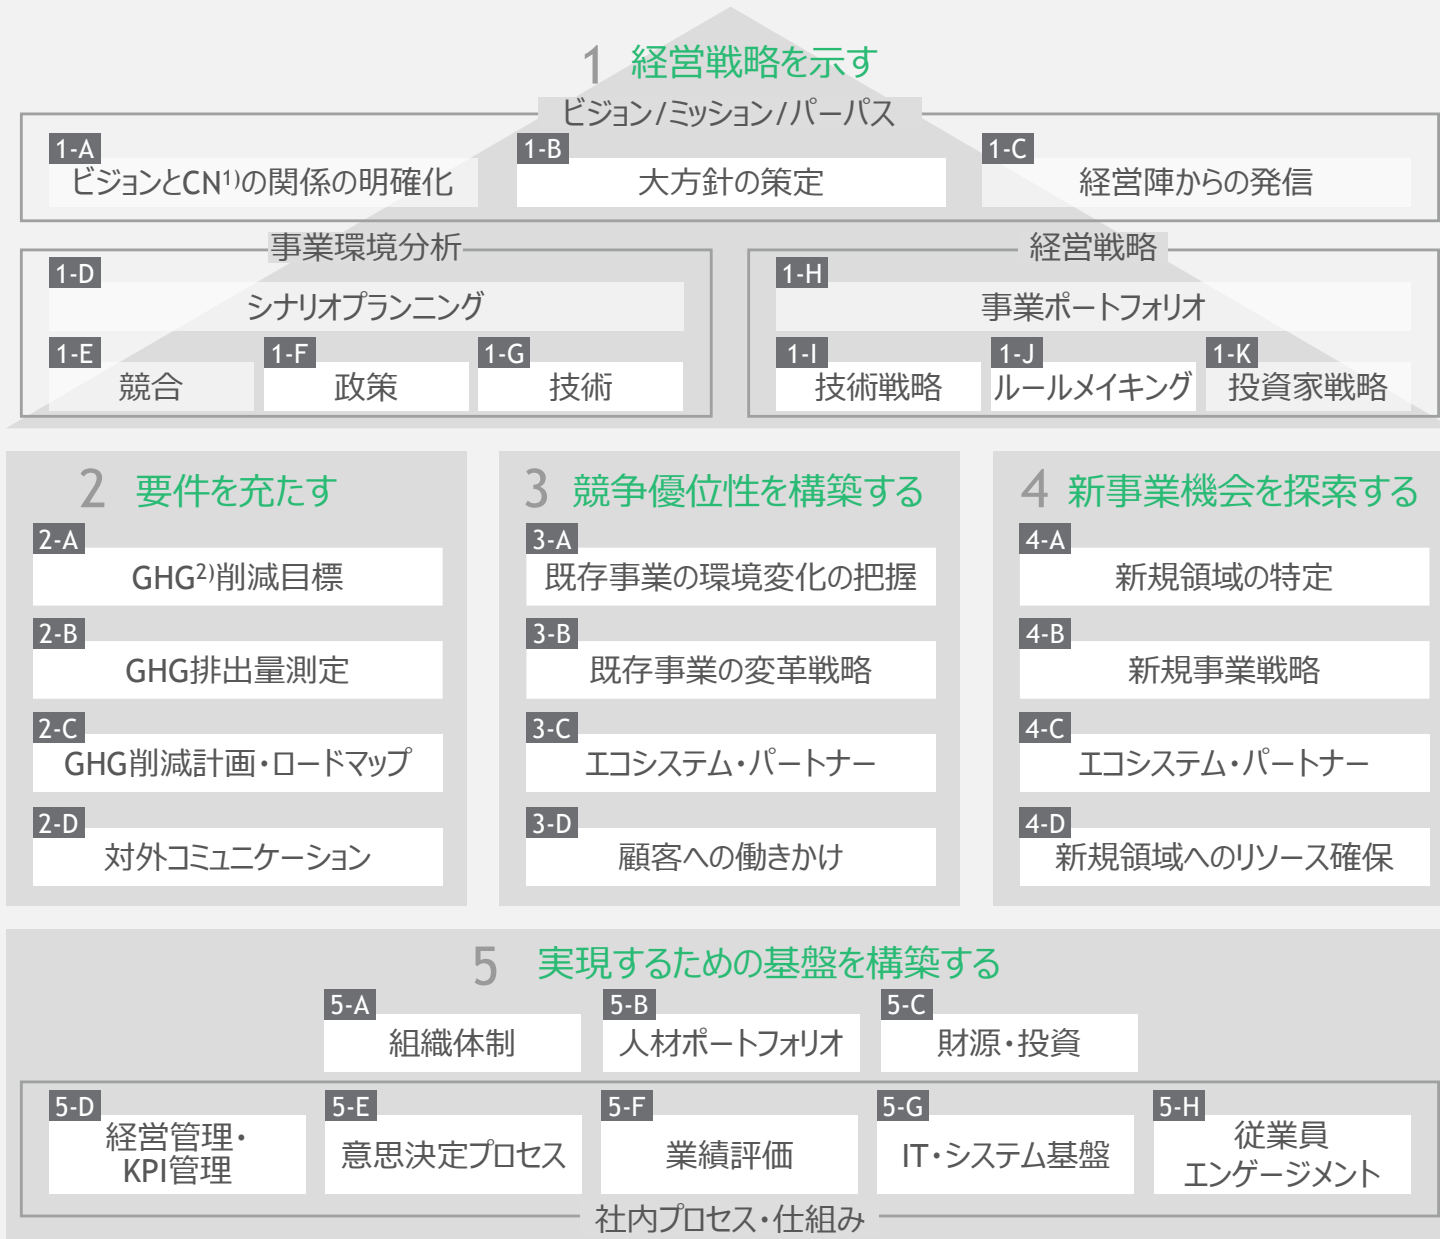 1 経営戦略を示す
ビジョン/ミッション/パーパス
1-A
ビジョンとCN1)の関係の明確化
1-B
大方針の策定
1-C
経営陣からの発信
事業環境分析
1-D
シナリオプランニング
1-E
競合
1-F
政策
1-G
技術
経営戦略
1-H
事業ポートフォリオ
1-I
技術戦略
1-J
ルールメイキング
1-K
投資家戦略
2 要件を充たす
2-A
GHG2)削減目標
2-B
GHG排出量測定
2-C
GHG削減計画・ロードマップ
2-D
対外コミュニケーション
3 競争優位性を構築する
3-A
既存事業の環境変化の把握
3-B
既存事業の変革戦略
3-C
エコシステム・パートナー
3-D
顧客への働きかけ
4 新事業機会を探索する
4-A
新規領域の特定
4-B
新規事業戦略
4-C
エコシステム・パートナー
4-D
新規領域へのリソース確保
5 実現するための基盤を構築する
5-A
組織体制
5-B
人材ポートフォリオ
5-C
財源・投資
5-D
経営管理・
KPI管理
5-E
意思決定プロセス
5-F
業績評価
5-G
IT・システム基盤
5-H
従業員
エンゲージメント
社内プロセス・仕組み